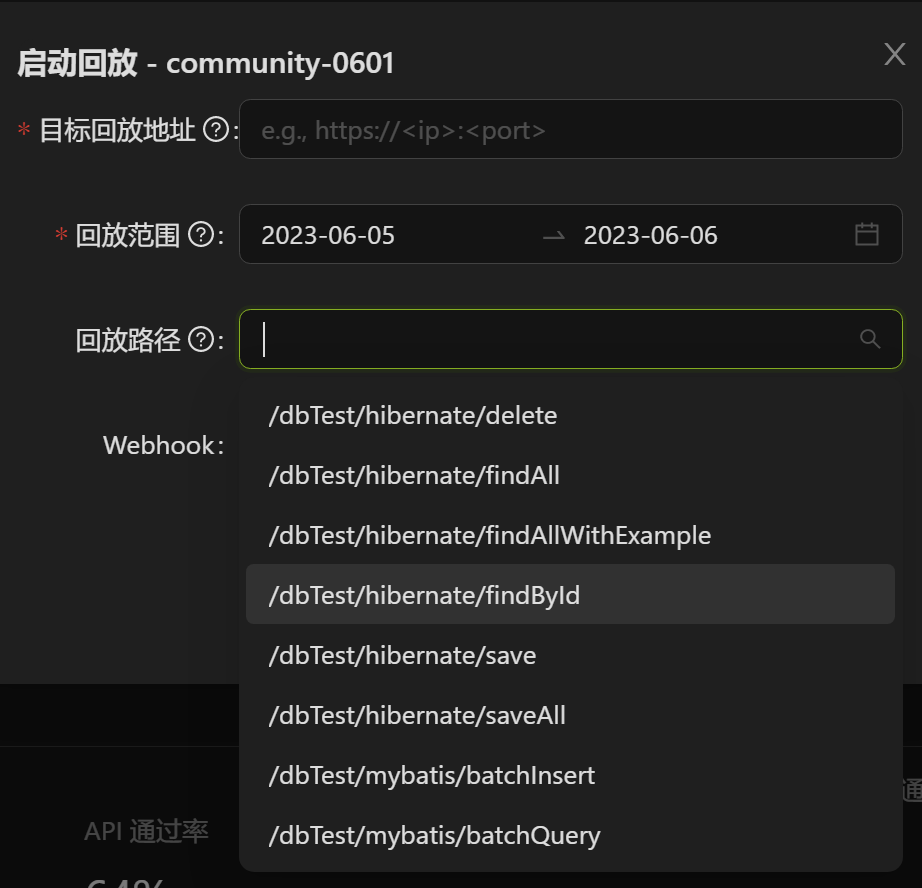 启动回放 - community-0601
* 目标回放地址 ? : e.g., https://<ip>:<port>
* 回放范围 ? : 2023-06-05 → 2023-06-06
回放路径 ? :
/dbTest/hibernate/delete
Webhook :
/dbTest/hibernate/findAll
/dbTest/hibernate/findAllWithExample
/dbTest/hibernate/findById
/dbTest/hibernate/save
/dbTest/hibernate/saveAll
/dbTest/mybatis/batchInsert
通
API 通过率
/dbTest/mybatis/batchQuery